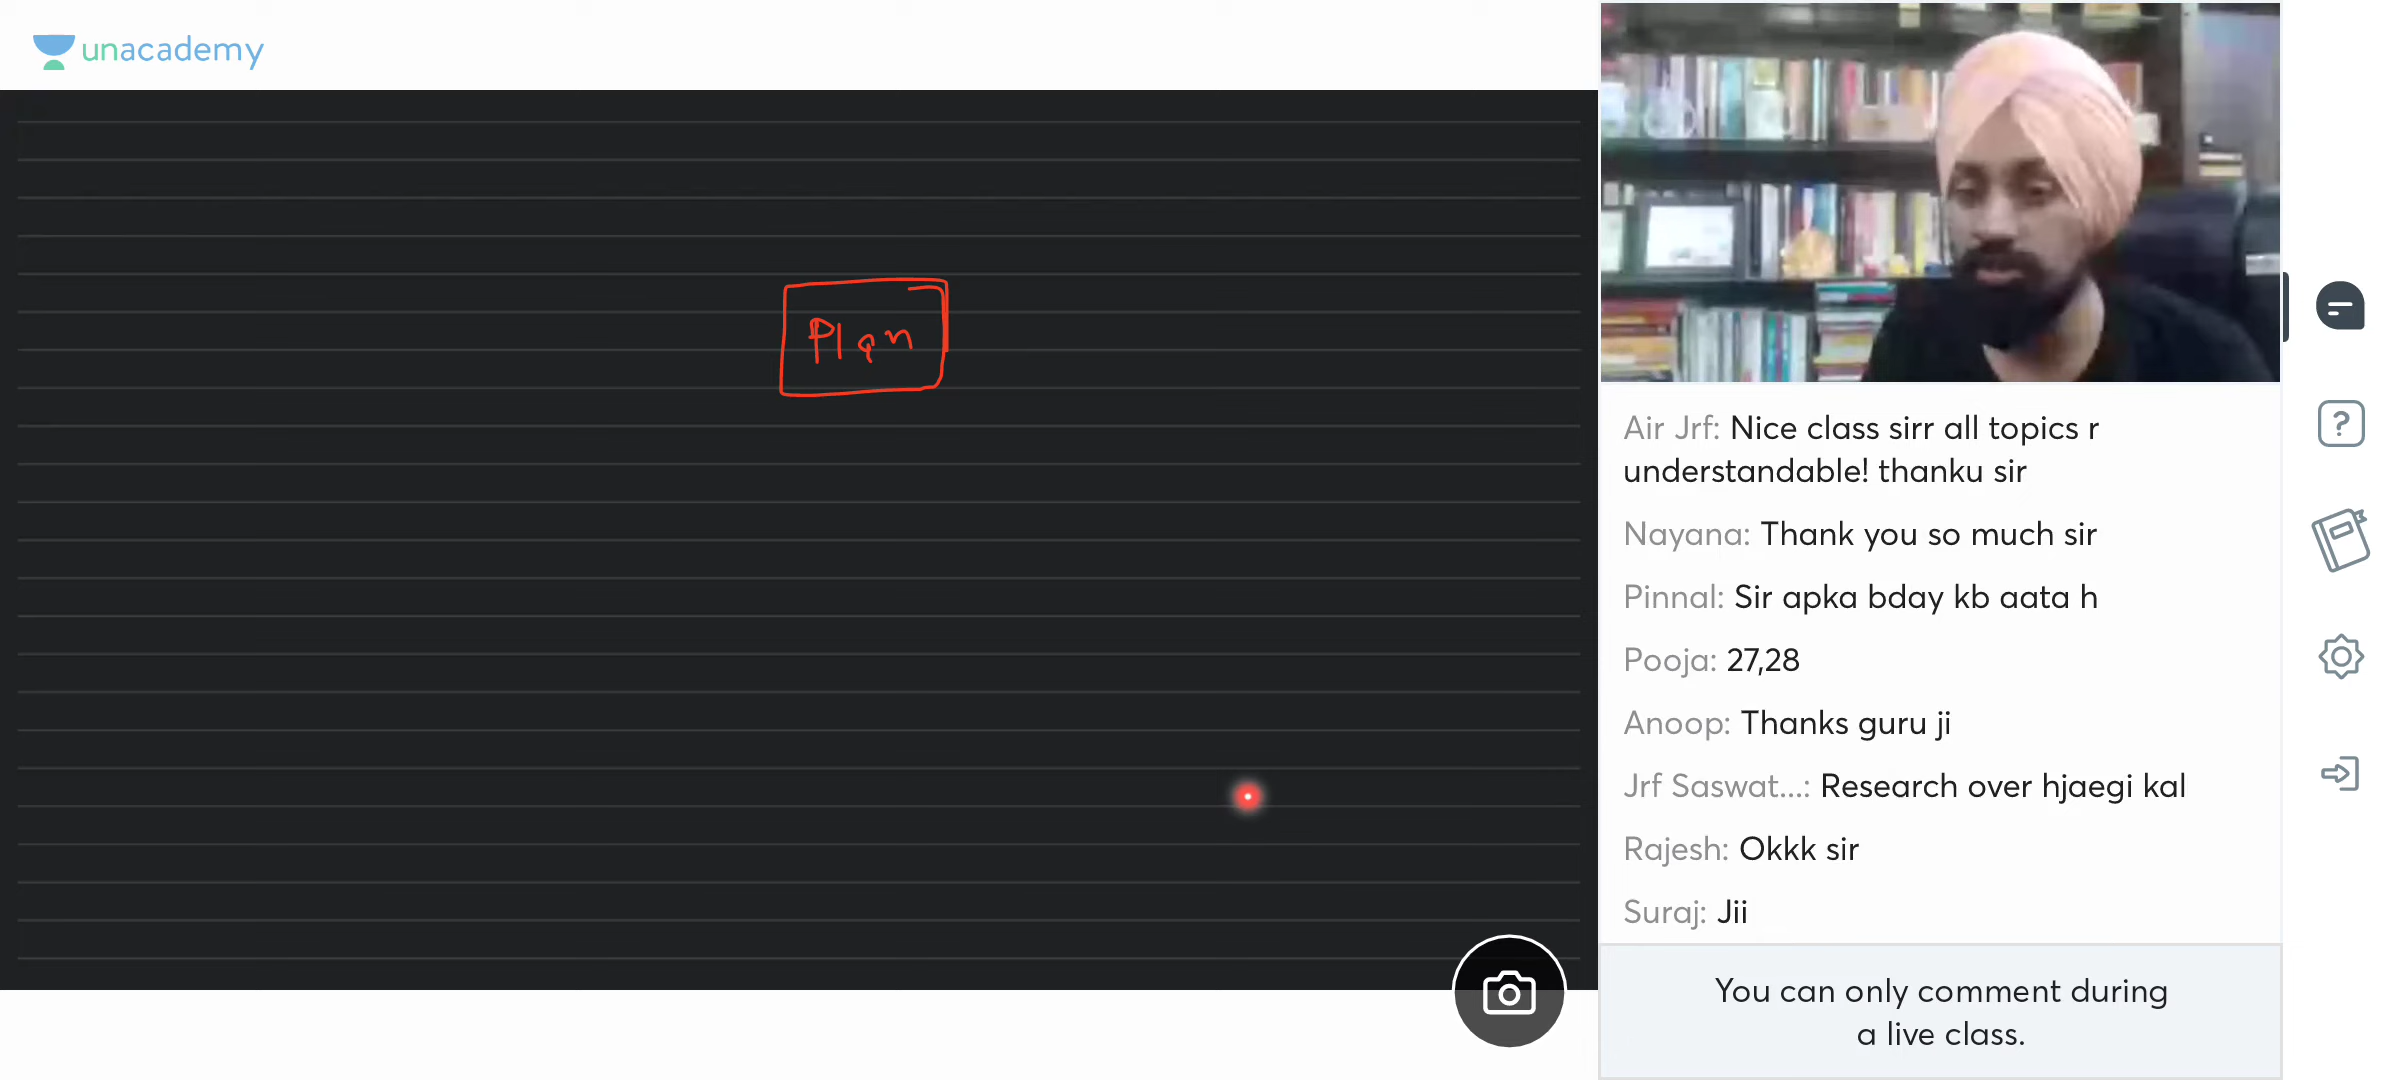 unacademy
Plan
Air Jrf: Nice class sirr all topics r
understandable! thanku sir
Nayana: Thank you so much sir
Pinnal: Sir apka bday kb aata h
Pooja: 27,28
Anoop: Thanks guru ji
Jrf Saswat...: Research over hjaegi kal
Rajesh: Okkk sir
Suraj: Jii
You can only comment during
a live class.
?